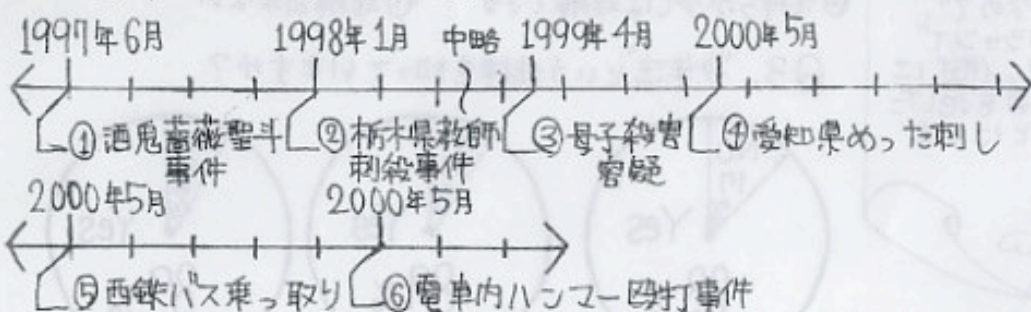 1997年6月 1998年1月 中略 1999年4月 2000年5月
①酒鬼薔薇聖斗 ②栃木県教師 ③母子殺害 ④愛知県めった刺し
事件 刺殺事件 容疑
2000年5月 2000年5月
⑤西鉄バス乗っ取り ⑥電車内ハンマー殴打事件